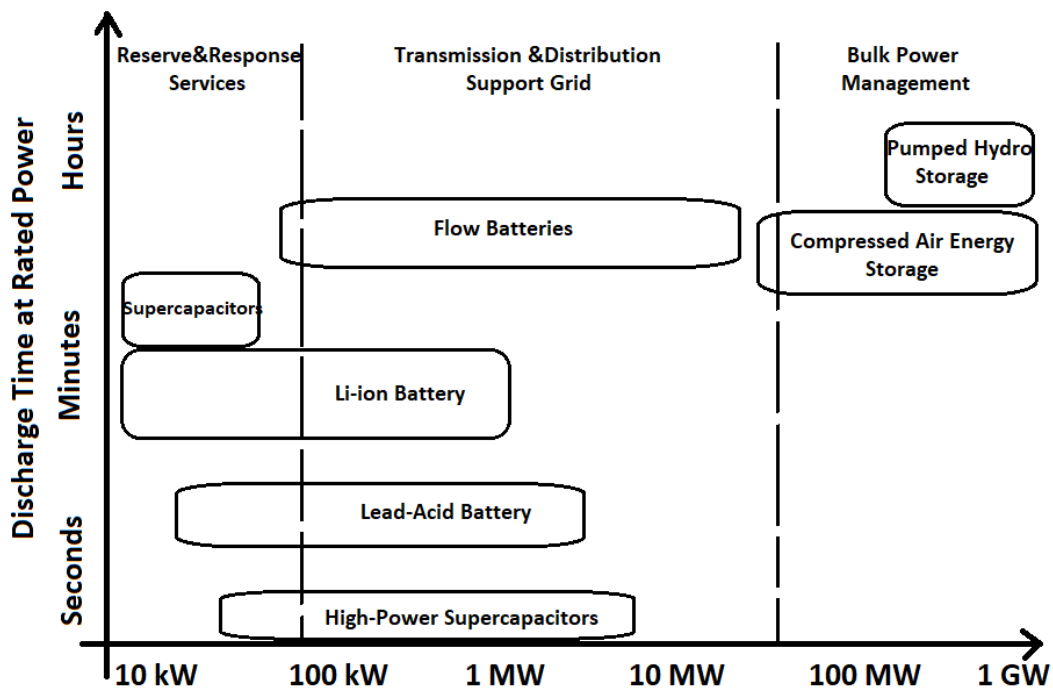 Reserve&Response
Services
Transmission &Distribution
Support Grid
Bulk Power
Management
Discharge Time at Rated Power
Hours
Minutes
Seconds
Pumped Hydro
Storage
Flow Batteries
Compressed Air Energy
Storage
Supercapacitors
Li-ion Battery
Lead-Acid Battery
High-Power Supercapacitors
10 kW
100 kW
1 MW
10 MW
100 MW
1 GW